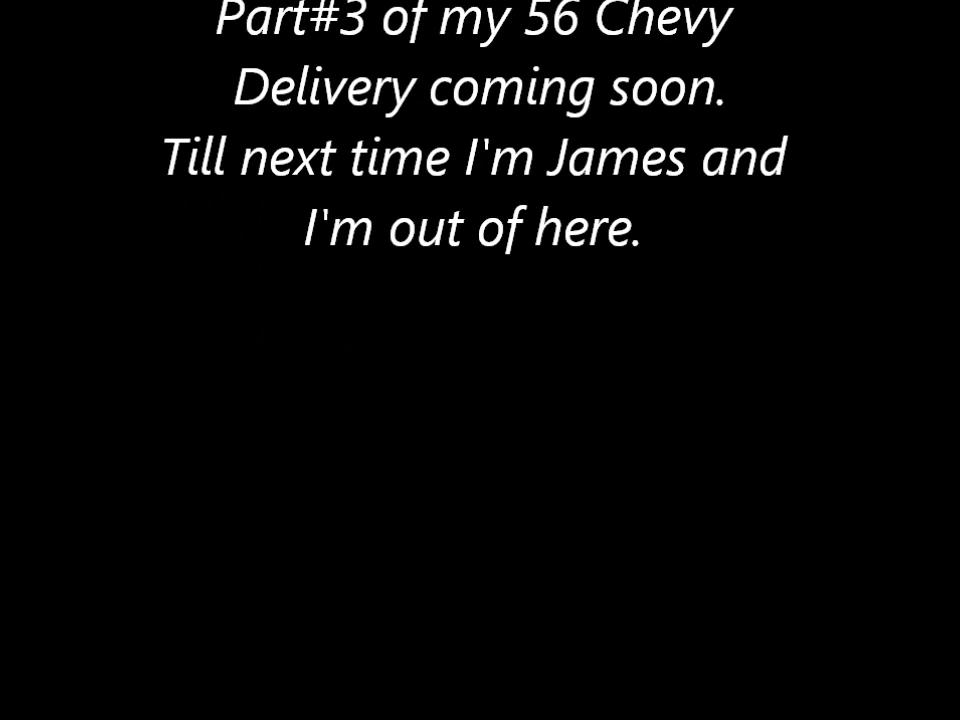 Part#3 of my 56 Chevy
Delivery coming soon.
Till next time I'm James and
I'm out of here.